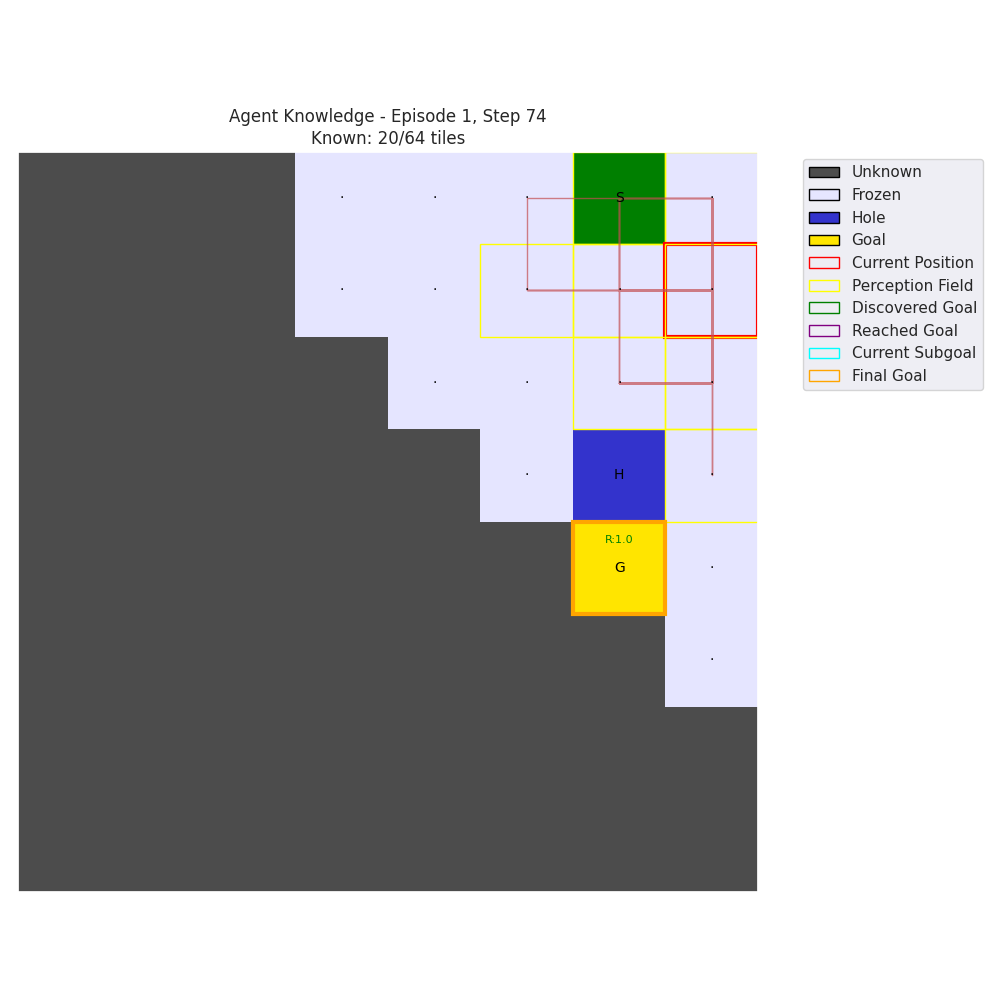 Agent Knowledge - Episode 1, Step 74
Known: 20/64 tiles
S
H
R:1.0
G
Unknown
Frozen
Hole
Goal
Current Position
Perception Field
Discovered Goal
Reached Goal
Current Subgoal
Final Goal